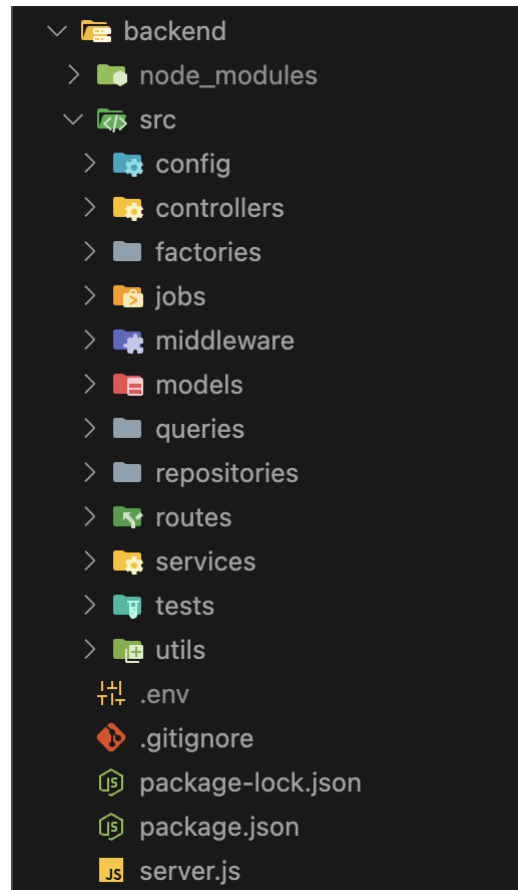 backend
node_modules
src
config
controllers
factories
jobs
middleware
models
queries
repositories
routes
services
tests
utils
.env
.gitignore
package-lock.json
package.json
JS server.js